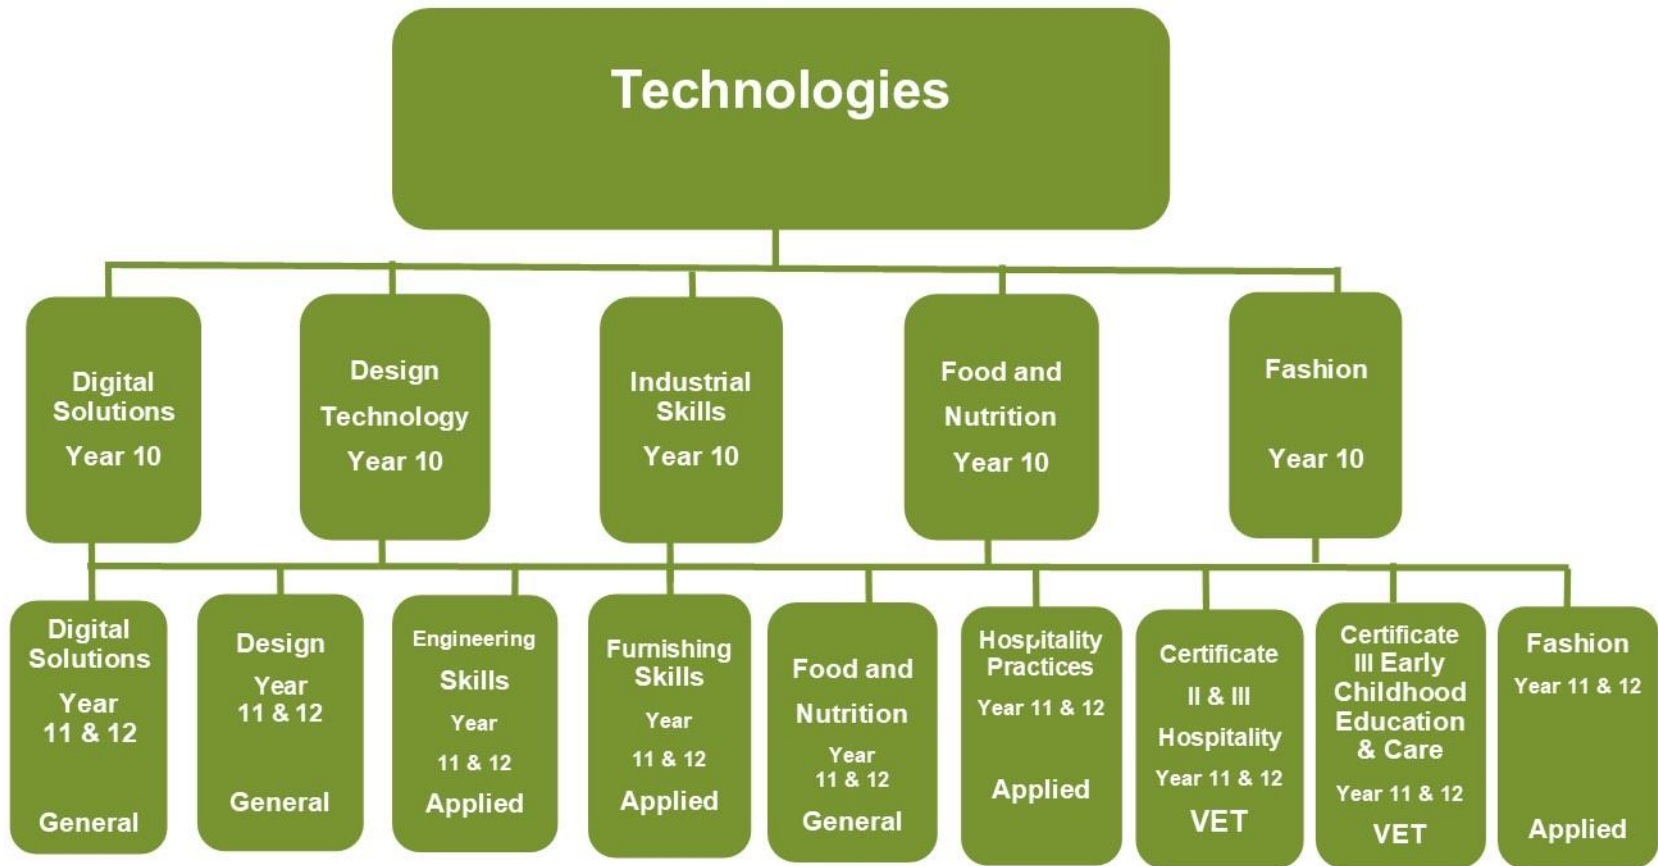 Technologies
Digital
Solutions
Year 10
Design
Technology
Year 10
Industrial
Skills
Year 10
Food and
Nutrition
Year 10
Fashion
Year 10
Digital
Solutions
Year
11 & 12
General
Design
Year
11 & 12
General
Engineering
Skills
Year
11 & 12
Applied
Furnishing
Skills
Year
11 & 12
Applied
Food and
Nutrition
Year
11 & 12
General
Hospitality
Practices
Year 11 & 12
Applied
Certificate
II & III
Hospitality
Year 11 & 12
VET
Certificate
III Early
Childhood
Education
& Care
Year 11 & 12
VET
Fashion
Year 11 & 12
Applied